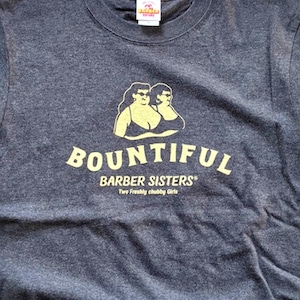 BOUNTIFUL
BARBER SISTERS®
Two Freshly chubby Girls